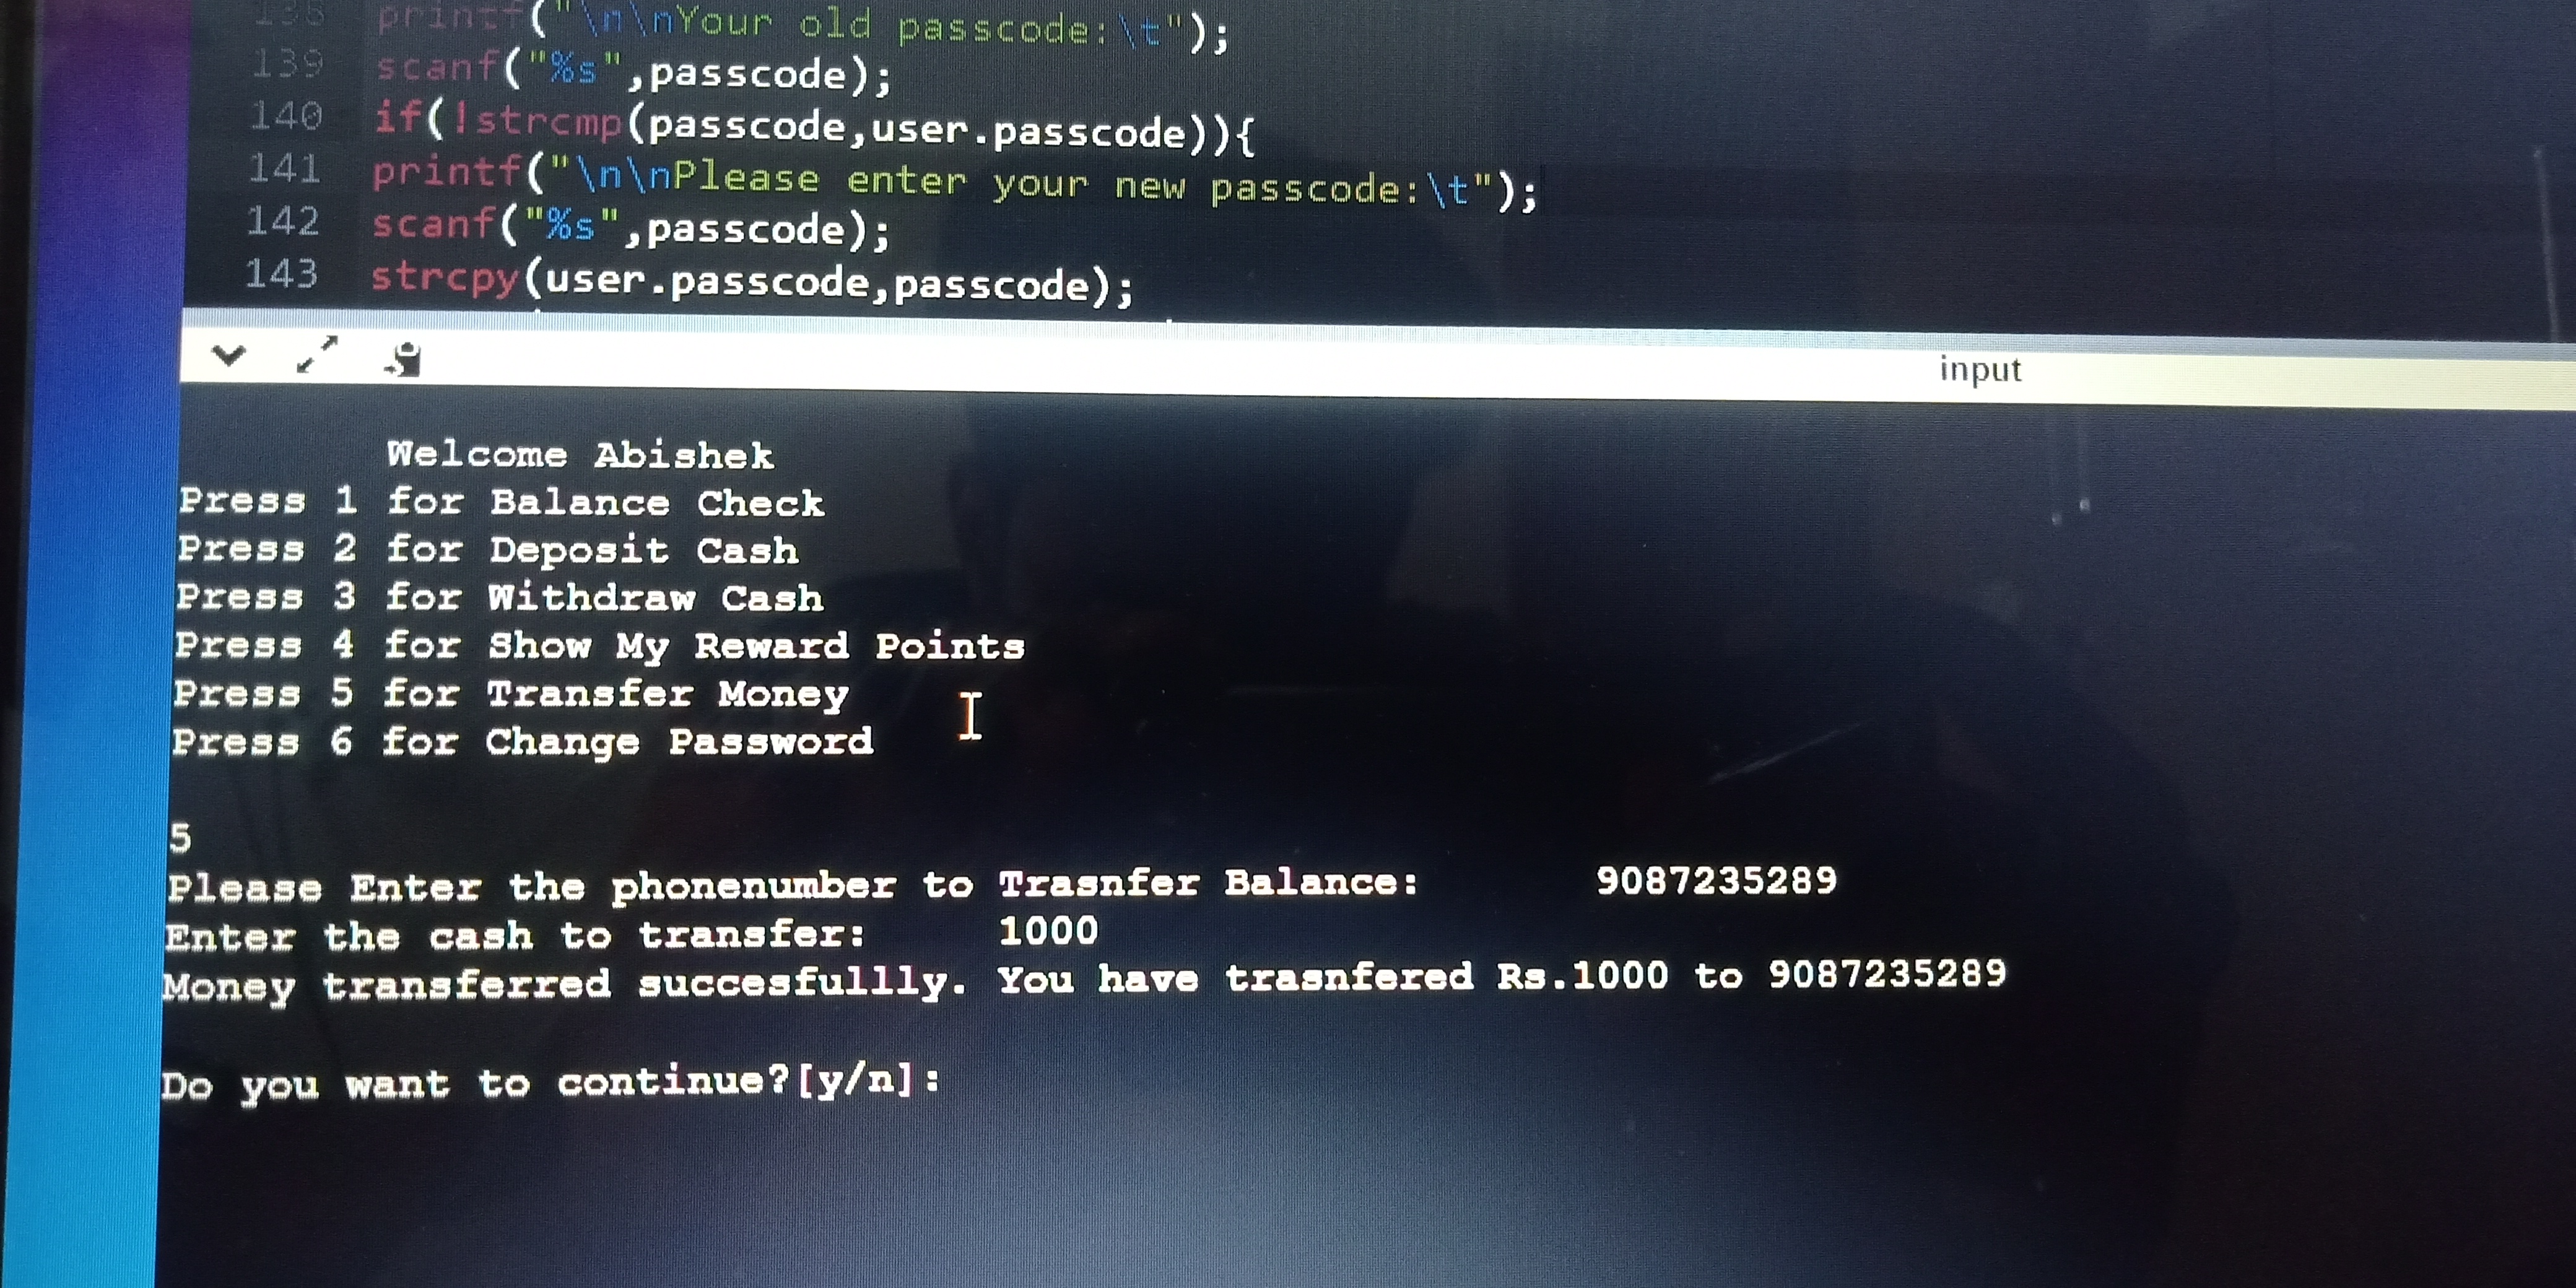 138 printf("\n\nYour old passcode:\t");
139 scanf("%s",passcode);
140 if(!strcmp(passcode,user.passcode)){
141 printf("\n\nPlease enter your new passcode:\t");
142 scanf("%s",passcode);
143 strcpy(user.passcode,passcode);
input
Welcome Abishek
Press 1 for Balance Check
Press 2 for Deposit Cash
Press 3 for Withdraw Cash
Press 4 for Show My Reward Points
Press 5 for Transfer Money
Press 6 for Change Password
5
Please Enter the phonenumber to Trasnfer Balance: 9087235289
Enter the cash to transfer: 1000
Money transferred succesfullly. You have trasnfered Rs.1000 to 9087235289
Do you want to continue?[y/n]: